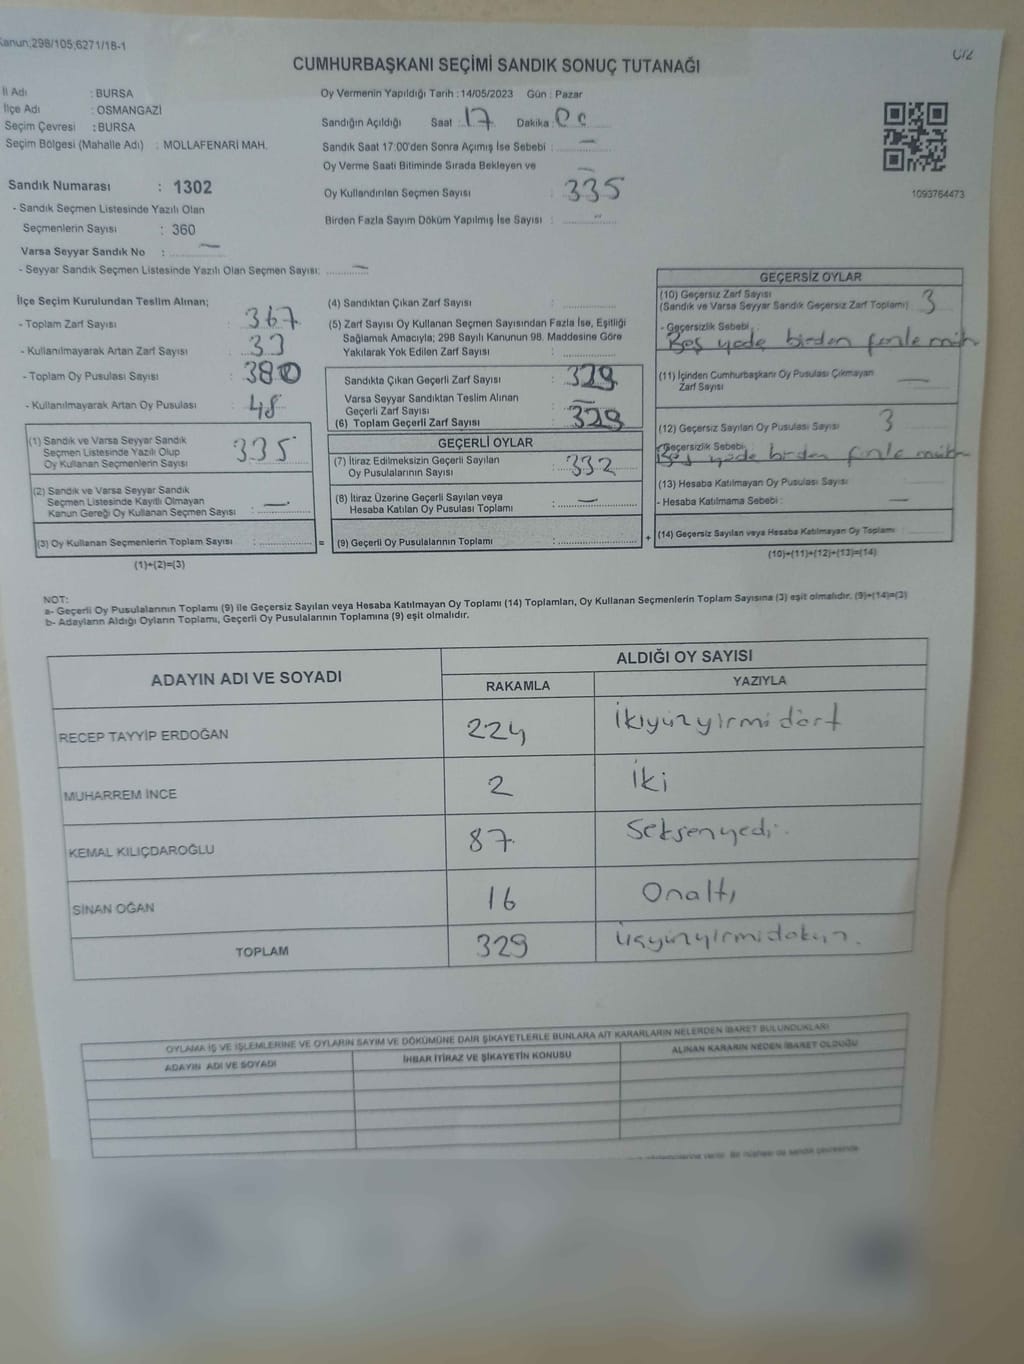 Kanun;298/105;6271/18-1
C/2
CUMHURBAŞKANI SEÇİMİ SANDIK SONUÇ TUTANAĞI
İl Adı : BURSA
İlçe Adı : OSMANGAZİ
Seçim Çevresi : BURSA
Seçim Bölgesi (Mahalle Adı) : MOLLAFENARİ MAH.
Sandık Numarası : 1302
- Sandık Seçmen Listesinde Yazılı Olan
Seçmenlerin Sayısı : 360
Varsa Seyyar Sandık No : —
- Seyyar Sandık Seçmen Listesinde Yazılı Olan Seçmen Sayısı: —
Oy Vermenin Yapıldığı Tarih : 14/05/2023 Gün : Pazar
Sandığın Açıldığı Saat : 17 Dakika : 00
Sandık Saat 17:00'den Sonra Açımış İse Sebebi : —
Oy Verme Saati Bitiminde Sırada Bekleyen ve —
Oy Kullandırılan Seçmen Sayısı : 335
Birden Fazla Sayım Döküm Yapılmış İse Sayısı :
1093764473
İlçe Seçim Kurulundan Teslim Alınan;
- Toplam Zarf Sayısı : 367
- Kullanılmayarak Artan Zarf Sayısı : 33
- Toplam Oy Pusulası Sayısı : 380
- Kullanılmayarak Artan Oy Pusulası : 48
(1) Sandık ve Varsa Seyyar Sandık
Seçmen Listesinde Yazılı Olup
Oy Kullanan Seçmenlerin Sayısı 335
(2) Sandık ve Varsa Seyyar Sandık
Seçmen Listesinde Kayıtlı Olmayan
Kanun Gereği Oy Kullanan Seçmen Sayısı : —
(3) Oy Kullanan Seçmenlerin Toplam Sayısı : =
(1)+(2)=(3)
(4) Sandıktan Çıkan Zarf Sayısı :
(5) Zarf Sayısı Oy Kullanan Seçmen Sayısından Fazla İse, Eşitliği
Sağlamak Amacıyla; 298 Sayılı Kanunun 98. Maddesine Göre
Yakılarak Yok Edilen Zarf Sayısı :
Sandıkta Çıkan Geçerli Zarf Sayısı : 329
Varsa Seyyar Sandıktan Teslim Alınan
Geçerli Zarf Sayısı : —
(6) Toplam Geçerli Zarf Sayısı : 329
GEÇERLİ OYLAR
(7) İtiraz Edilmeksizin Geçerli Sayılan
Oy Pusulalarının Sayısı : 332
(8) İtiraz Üzerine Geçerli Sayılan veya
Hesaba Katılan Oy Pusulası Toplamı : —
(9) Geçerli Oy Pusulalarının Toplamı : +
GEÇERSİZ OYLAR
(10) Geçersiz Zarf Sayısı
(Sandık ve Varsa Seyyar Sandık Geçersiz Zarf Toplamı) 3
- Geçersizlik Sebebi :
Beş yede birden fazla müh
(11) İçinden Cumhurbaşkanı Oy Pusulası Çıkmayan
Zarf Sayısı —
(12) Geçersiz Sayılan Oy Pusulası Sayısı 3
Geçersizlik Sebebi
Beş yede birden fazla müh
(13) Hesaba Katılmayan Oy Pusulası Sayısı :
- Hesaba Katılmama Sebebi : —
(14) Geçersiz Sayılan veya Hesaba Katılmayan Oy Toplamı
(10)+(11)+(12)+(13)=(14)
NOT:
a- Geçerli Oy Pusulalarının Toplamı (9) ile Geçersiz Sayılan veya Hesaba Katılmayan Oy Toplamı (14) Toplamları, Oy Kullanan Seçmenlerin Toplam Sayısına (3) eşit olmalıdır. (9)+(14)=(3)
b- Adayların Aldığı Oyların Toplamı, Geçerli Oy Pusulalarının Toplamına (9) eşit olmalıdır.
ADAYIN ADI VE SOYADI
ALDIĞI OY SAYISI
RAKAMLA YAZIYLA
RECEP TAYYİP ERDOĞAN 224 İkiyüzyirmidört
MUHARREM İNCE 2 İki
KEMAL KILIÇDAROĞLU 87 Seksenyedi
SİNAN OĞAN 16 Onaltı
TOPLAM 329 Üçyüzyirmidokuz.
OYLAMA İŞ VE İŞLEMLERİNE VE OYLARIN SAYIM VE DÖKÜMÜNE DAİR ŞİKAYETLERLE BUNLARA AİT KARARLARIN NELERDEN İBARET BULUNDUKLARI
ADAYIN ADI VE SOYADI İHBAR İTİRAZ VE ŞİKAYETİN KONUSU ALINAN KARARIN NEDEN İBARET OLDUĞU